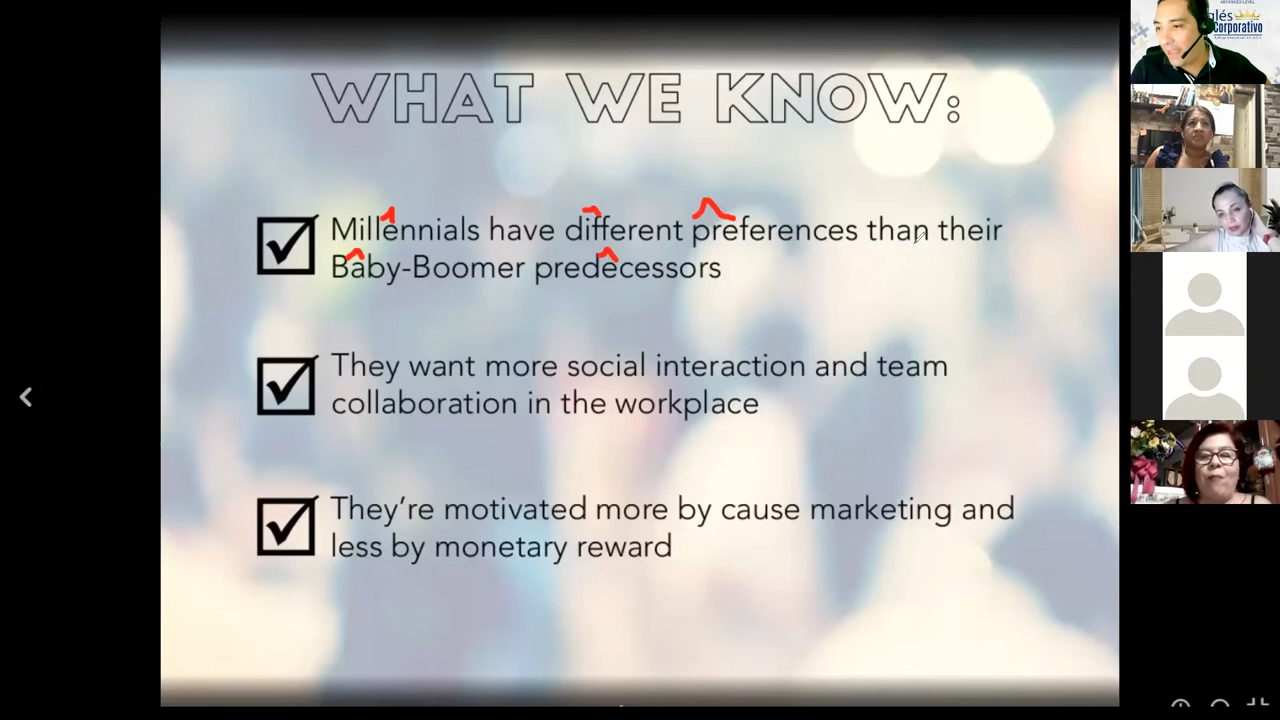 WHAT WE KNOW:
Millennials have different preferences than their
Baby-Boomer predecessors
They want more social interaction and team
collaboration in the workplace
They're motivated more by cause marketing and
less by monetary reward
glés
Corporativo